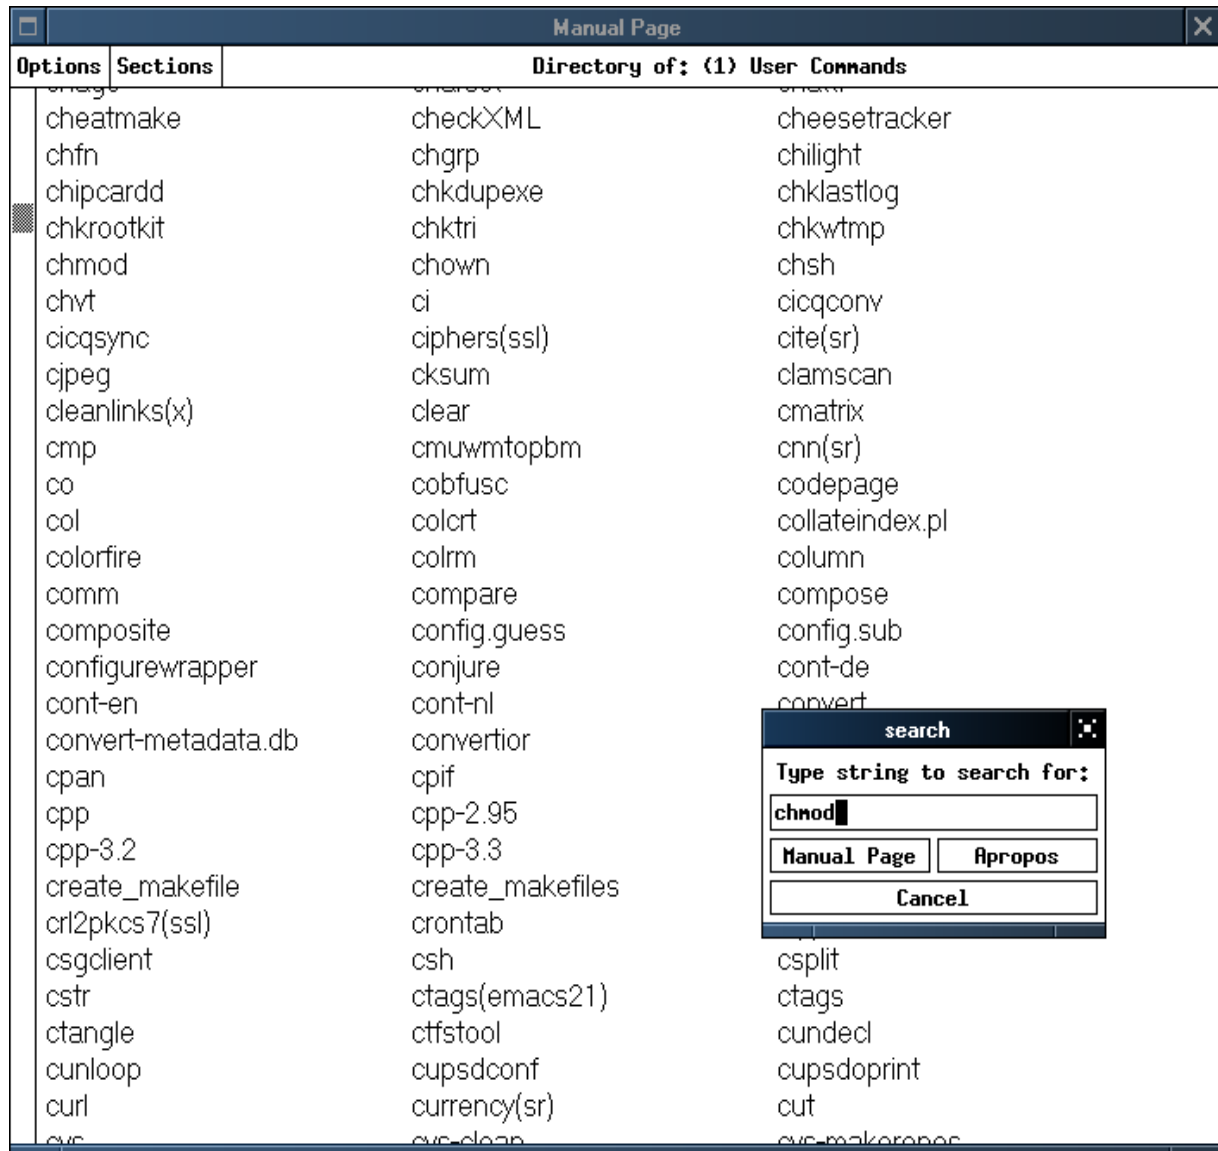 Manual Page
Options Sections Directory of: (1) User Commands
cheatmake checkXML cheesetracker
chfn chgrp chilight
chipcardd chkdupexe chklastlog
chkrootkit chktri chkwtmp
chmod chown chsh
chvt ci cicqconv
cicqsync ciphers(ssl) cite(sr)
cjpeg cksum clamscan
cleanlinks(x) clear cmatrix
cmp cmuwmtopbm cnn(sr)
co cobfusc codepage
col colcrt collateindex.pl
colorfire colrm column
comm compare compose
composite config.guess config.sub
configurewrapper conjure cont-de
cont-en cont-nl convert
convert-metadata.db convertior
cpan cpif
cpp cpp-2.95
cpp-3.2 cpp-3.3
create_makefile create_makefiles
crl2pkcs7(ssl) crontab
csgclient csh csplit
cstr ctags(emacs21) ctags
ctangle ctfstool cundecl
cunloop cupsdconf cupsdoprint
curl currency(sr) cut
cvs cvs-clean cvs-makerepos
search
Type string to search for:
chmod
Manual Page Apropos
Cancel